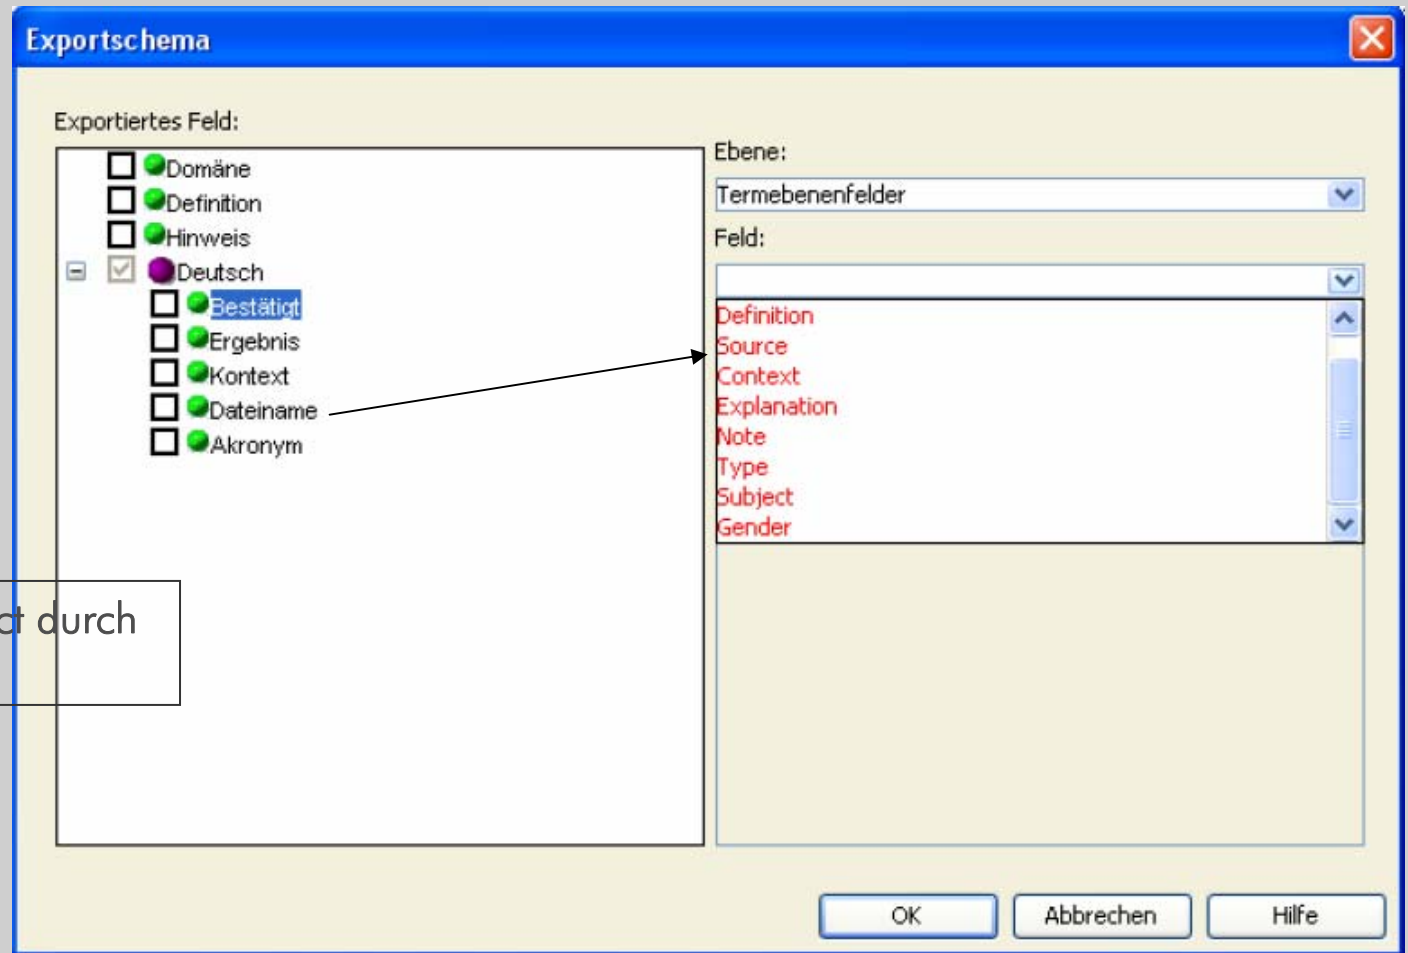 Exportschema
Exportiertes Feld:
Domäne
Definition
Hinweis
Deutsch
Bestätigt
Ergebnis
Kontext
Dateiname
Akronym
Ebene:
Termebenenfelder
Feld:
Definition
Source
Context
Explanation
Note
Type
Subject
Gender
durch
OK
Abbrechen
Hilfe